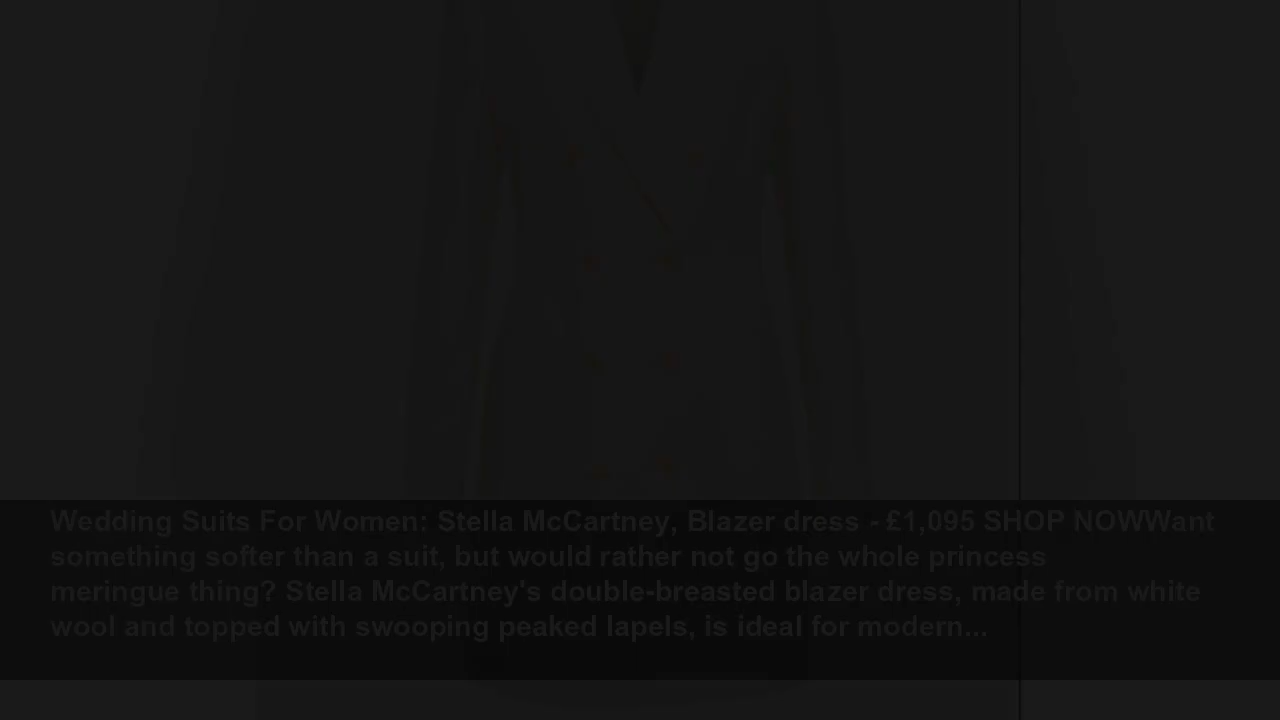 Wedding Suits For Women: Stella McCartney, Blazer dress - £1,095 SHOP NOWWant
something softer than a suit, but would rather not go the whole princess
meringue thing? Stella McCartney's double-breasted blazer dress, made from white
wool and topped with swooping peaked lapels, is ideal for modern...